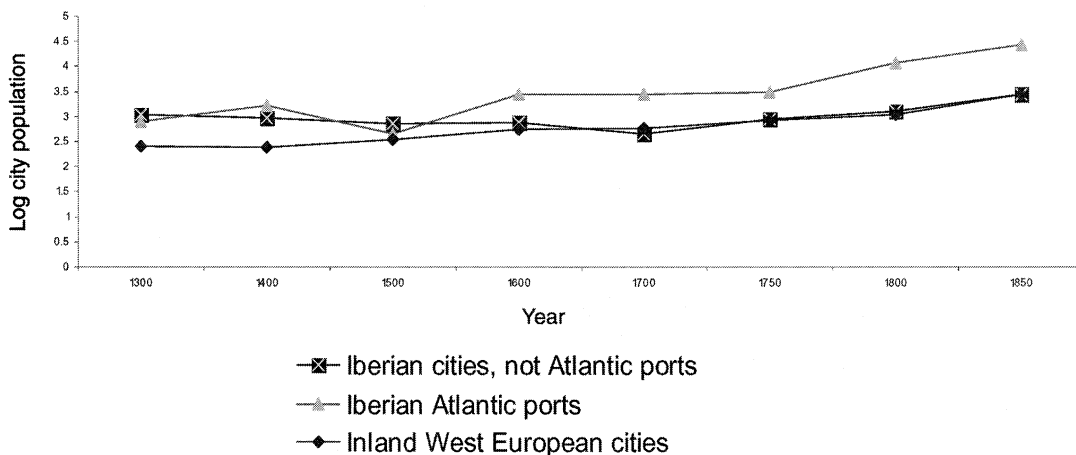 5
4.5
4
3.5
3
2.5
2
1.5
1
0.5
0
Log city population
1300 1400 1500 1600 1700 1750 1800 1850
Year
Iberian cities, not Atlantic ports
Iberian Atlantic ports
Inland West European cities